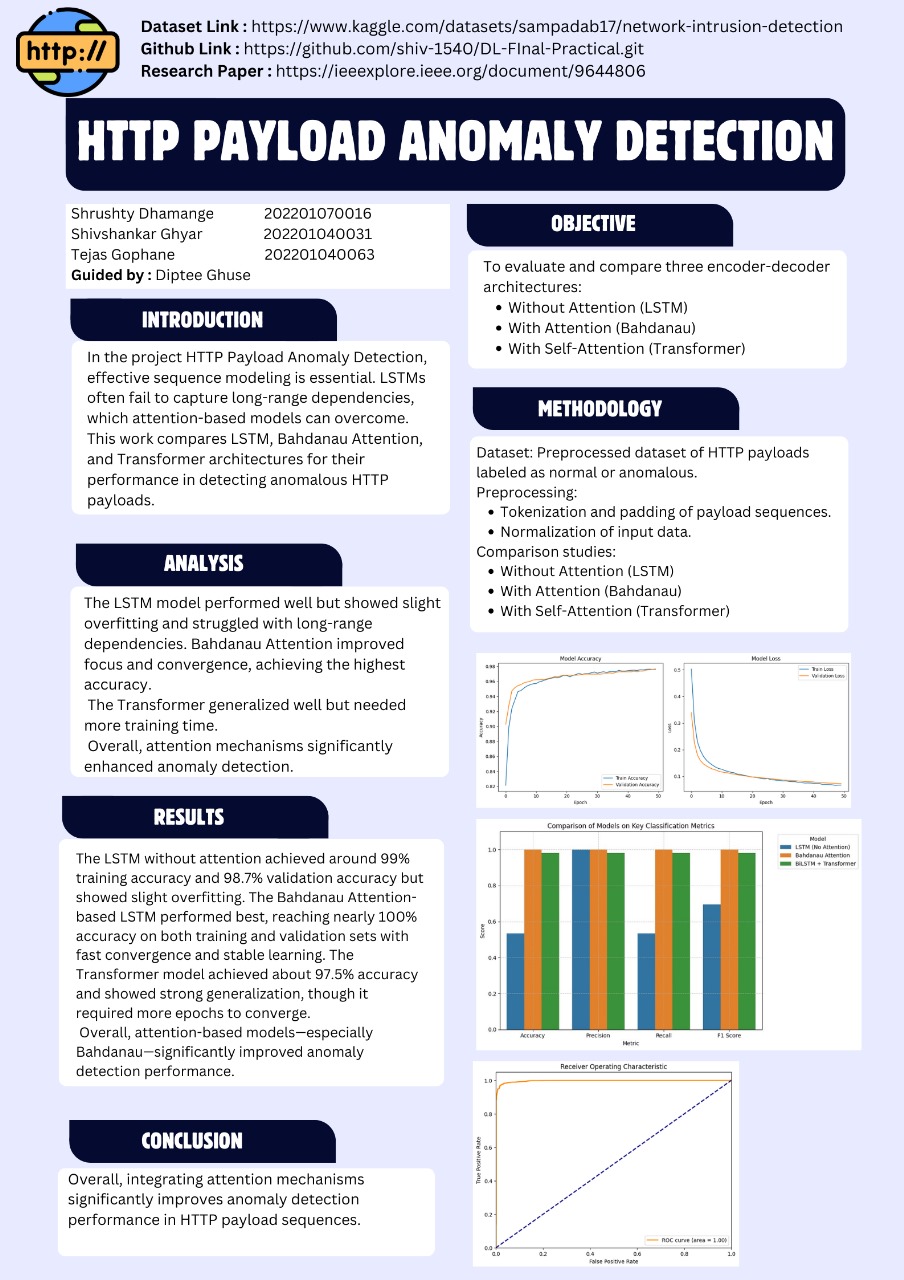 http://
Dataset Link : https://www.kaggle.com/datasets/sampadab17/network-intrusion-detection
Github Link : https://github.com/shiv-1540/DL-FInal-Practical.git
Research Paper : https://ieeexplore.ieee.org/document/9644806
HTTP PAYLOAD ANOMALY DETECTION
Shrushty Dhamange 202201070016
Shivshankar Ghyar 202201040031
Tejas Gophane 202201040063
Guided by : Diptee Ghuse
INTRODUCTION
In the project HTTP Payload Anomaly Detection,
effective sequence modeling is essential. LSTMs
often fail to capture long-range dependencies,
which attention-based models can overcome.
This work compares LSTM, Bahdanau Attention,
and Transformer architectures for their
performance in detecting anomalous HTTP
payloads.
ANALYSIS
The LSTM model performed well but showed slight
overfitting and struggled with long-range
dependencies. Bahdanau Attention improved
focus and convergence, achieving the highest
accuracy.
The Transformer generalized well but needed
more training time.
Overall, attention mechanisms significantly
enhanced anomaly detection.
RESULTS
The LSTM without attention achieved around 99%
training accuracy and 98.7% validation accuracy but
showed slight overfitting. The Bahdanau Attention-
based LSTM performed best, reaching nearly 100%
accuracy on both training and validation sets with
fast convergence and stable learning. The
Transformer model achieved about 97.5% accuracy
and showed strong generalization, though it
required more epochs to converge.
Overall, attention-based models—especially
Bahdanau—significantly improved anomaly
detection performance.
CONCLUSION
Overall, integrating attention mechanisms
significantly improves anomaly detection
performance in HTTP payload sequences.
OBJECTIVE
To evaluate and compare three encoder-decoder
architectures:
• Without Attention (LSTM)
• With Attention (Bahdanau)
• With Self-Attention (Transformer)
METHODOLOGY
Dataset: Preprocessed dataset of HTTP payloads
labeled as normal or anomalous.
Preprocessing:
• Tokenization and padding of payload sequences.
• Normalization of input data.
Comparison studies:
• Without Attention (LSTM)
• With Attention (Bahdanau)
• With Self-Attention (Transformer)
Model Accuracy
Accuracy
0.98
0.96
0.94
0.92
0.90
0.88
0.86
0.84
0.82
Train Accuracy
Validation Accuracy
0 10 20 30 40 50
Epoch
Model Loss
Loss
0.5
0.4
0.3
0.2
0.1
Train Loss
Validation Loss
0 10 20 30 40 50
Epoch
Comparison of Models on Key Classification Metrics
Score
1.0
0.8
0.6
0.4
0.2
0.0
Accuracy Precision Recall F1 Score
Metric
Model
LSTM (No Attention)
Bahdanau Attention
BiLSTM + Transformer
Receiver Operating Characteristic
True Positive Rate
1.0
0.8
0.6
0.4
0.2
0.0
ROC curve (area = 1.00)
0.0 0.2 0.4 0.6 0.8 1.0
False Positive Rate